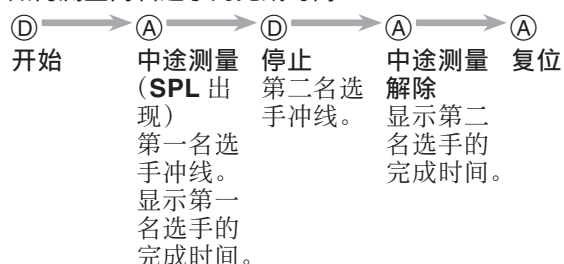 Ⓓ Ⓐ Ⓓ Ⓐ Ⓐ
开始
中途测量
（SPL 出
现）
第一名选
手冲线。
显示第一
名选手的
完成时间。
停止
第二名选
手冲线。
中途测量
解除
显示第二
名选手的
完成时间。
复位